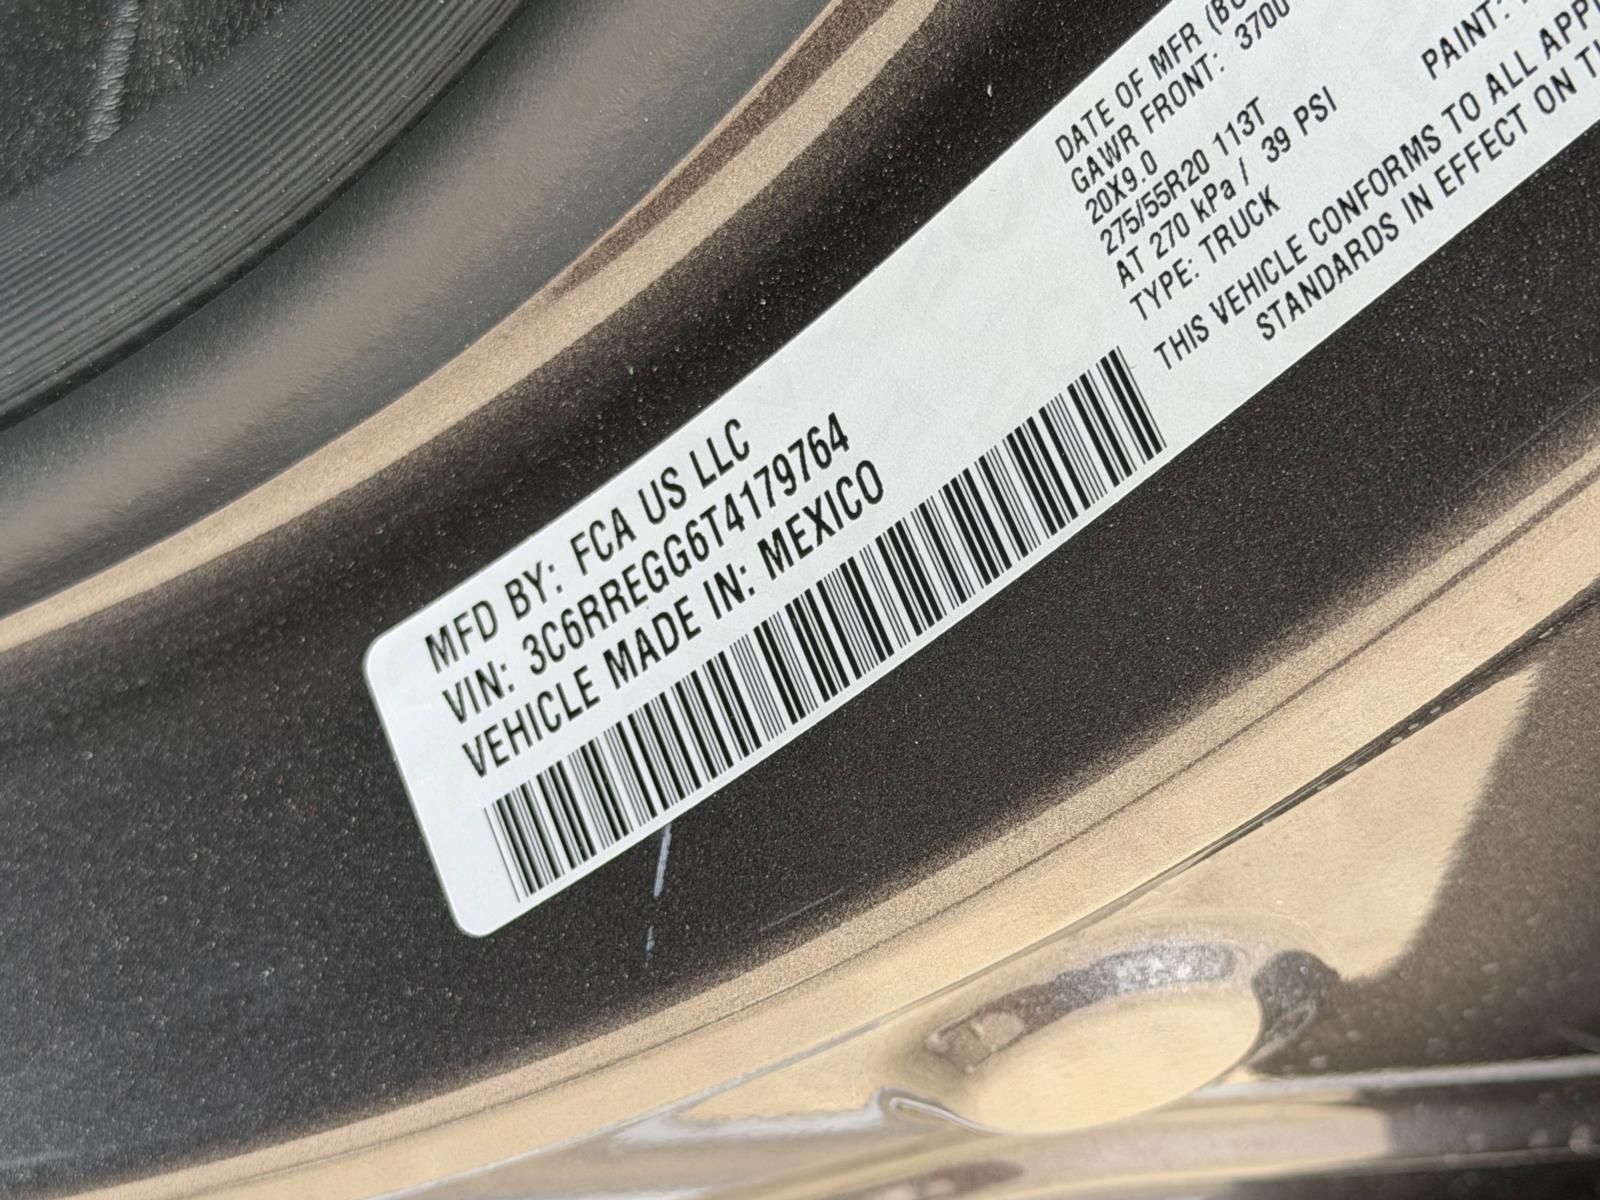 MFD BY: FCA US LLC
VIN: 3C6RREGG6T4179764
VEHICLE MADE IN: MEXICO
DATE OF MFR
GAWR FRONT: 3700
20X9.0
275/55R20 113T
AT 270 kPa / 39 PSI
TYPE: TRUCK
PAINT:
THIS VEHICLE CONFORMS TO ALL
STANDARDS IN EFFECT ON